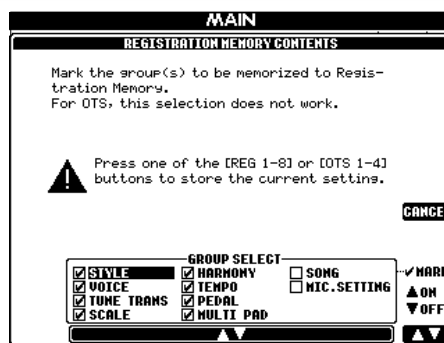 MAIN
REGISTRATION MEMORY CONTENTS
Mark the group(s) to be memorized to Regis-
tration Memory.
For OTS, this selection does not work.
Press one of the [REG 1-8] or [OTS 1-4]
buttons to store the current setting.
CANCE
GROUP SELECT
STYLE HARMONY SONG
VOICE TEMPO MIC.SETTING
TUNE TRANS PEDAL
SCALE MULTI PAD
MARK
ON
OFF